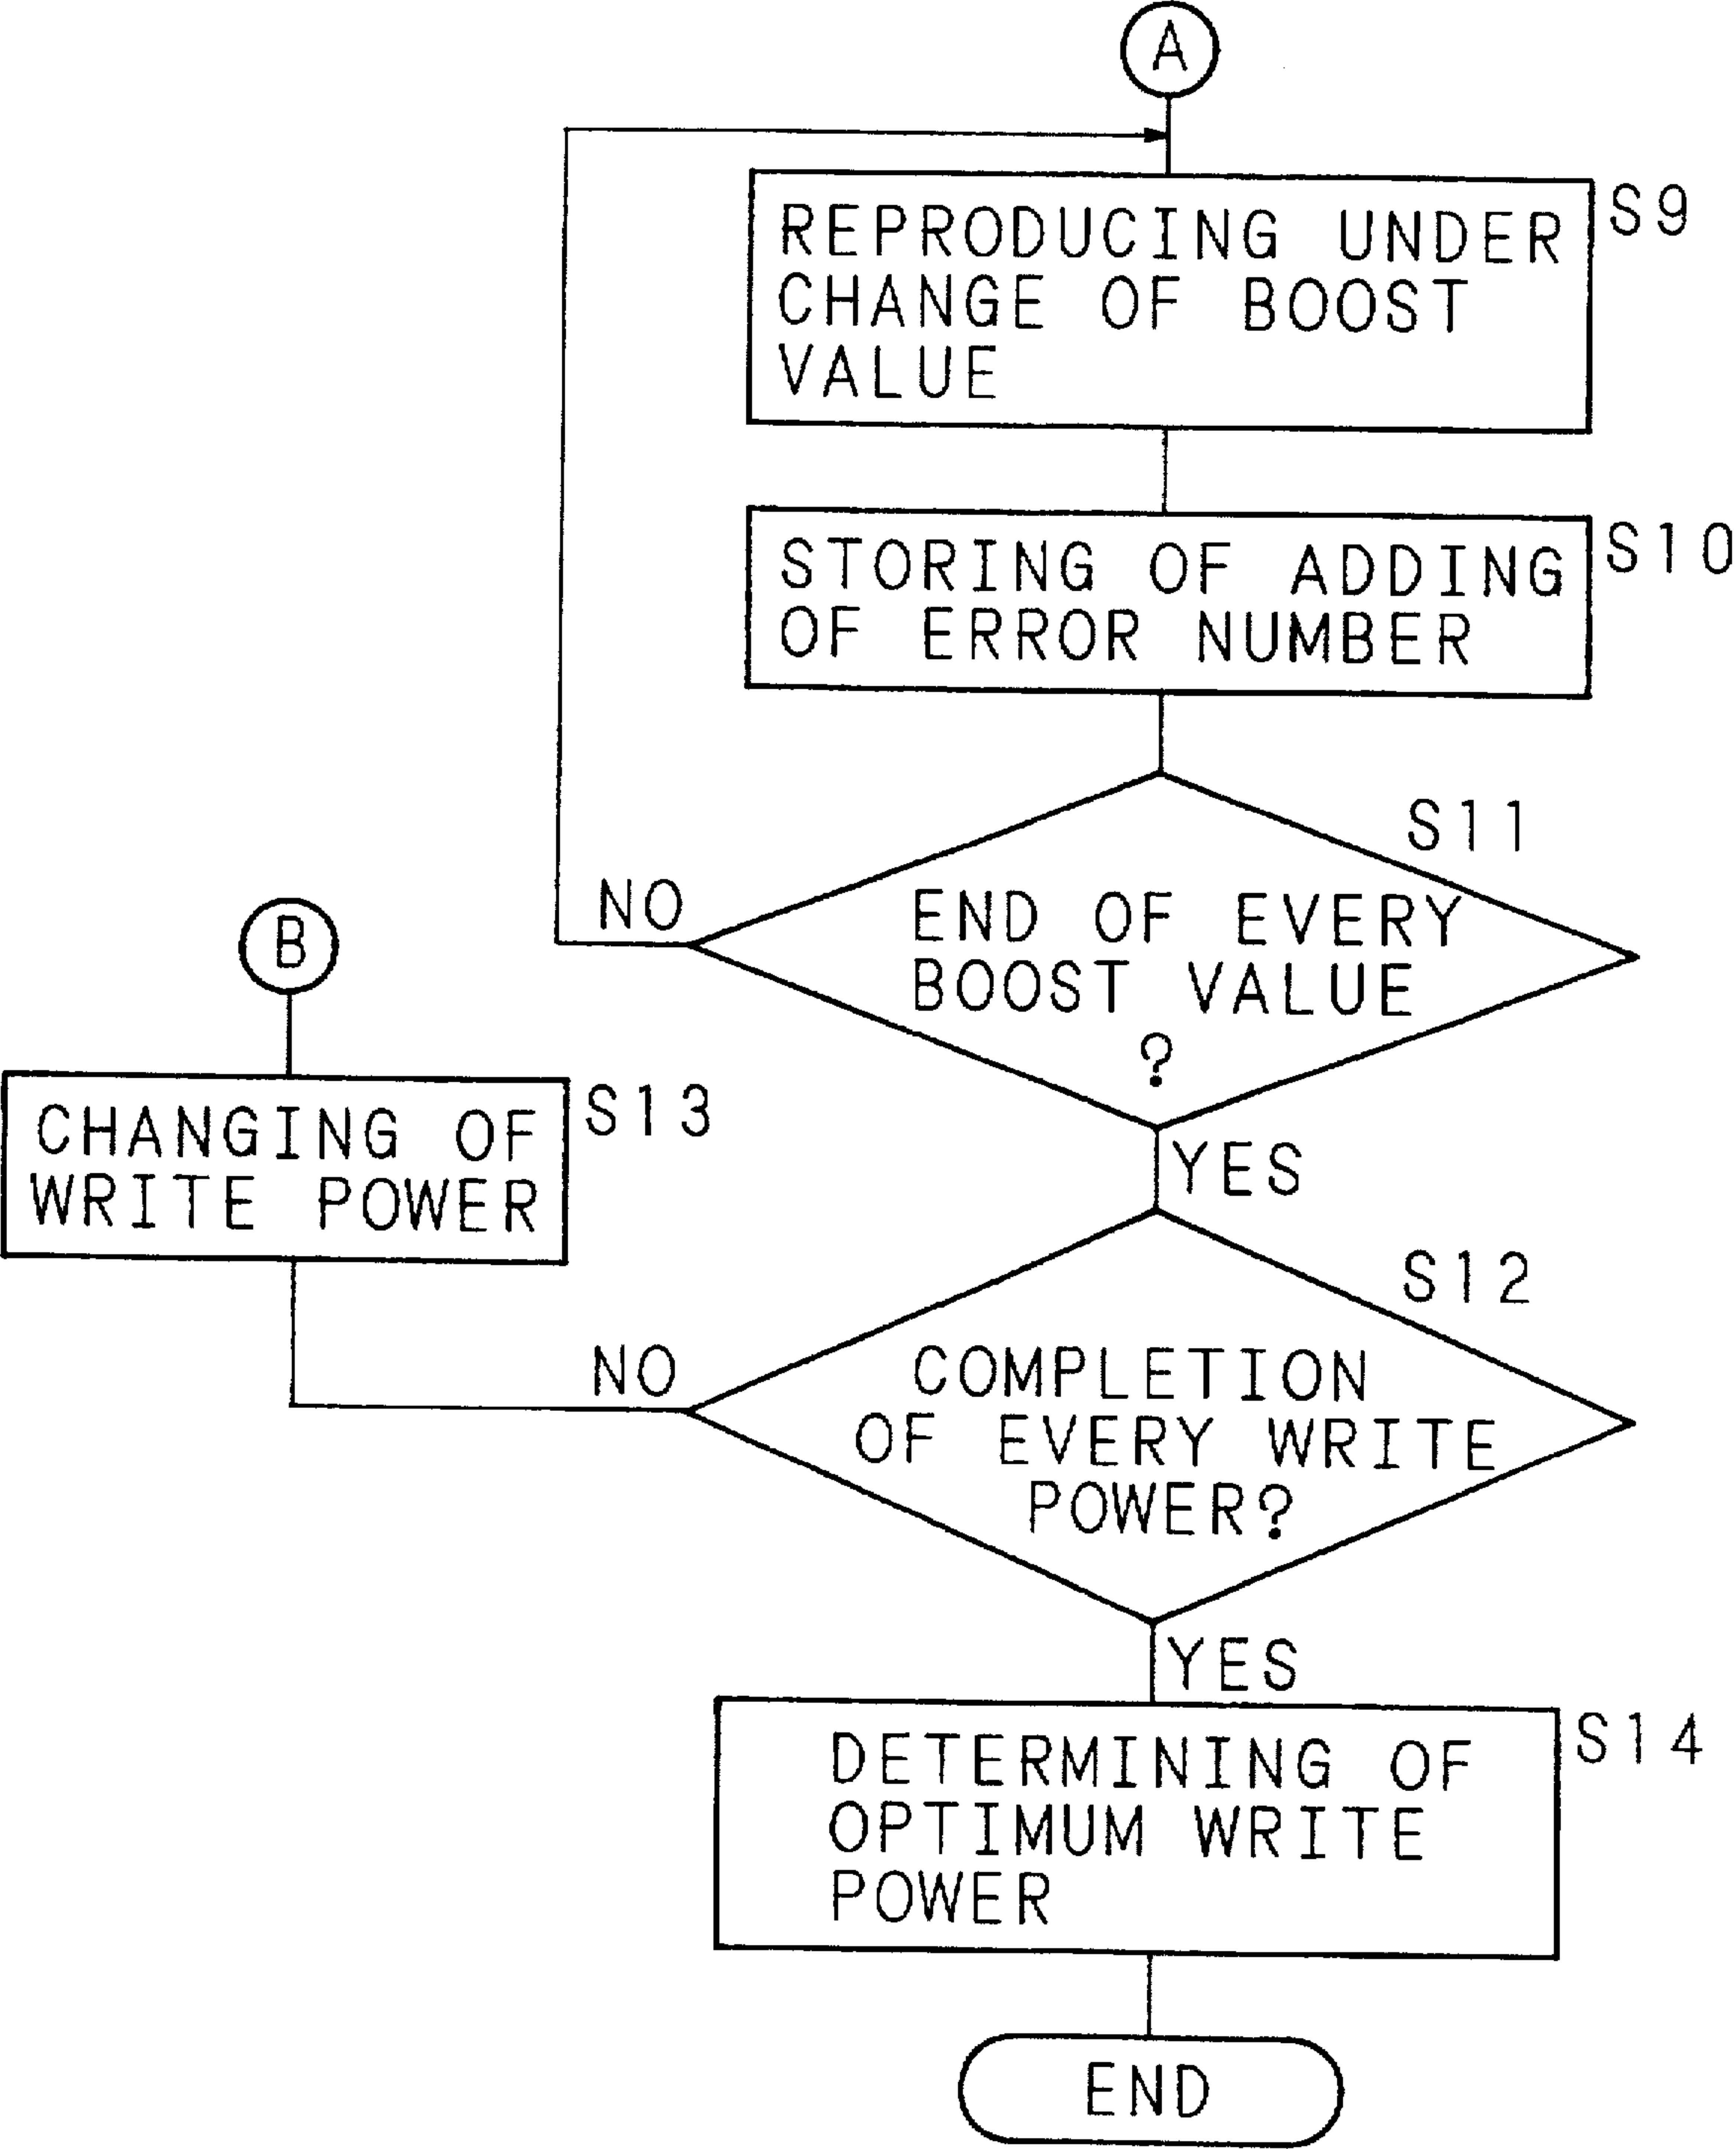 A
REPRODUCING UNDER
CHANGE OF BOOST
VALUE
S9
STORING OF ADDING
OF ERROR NUMBER
S10
S11
END OF EVERY
BOOST VALUE
?
NO
YES
B
CHANGING OF
WRITE POWER
S13
S12
COMPLETION
OF EVERY WRITE
POWER?
NO
YES
DETERMINING OF
OPTIMUM WRITE
POWER
S14
END